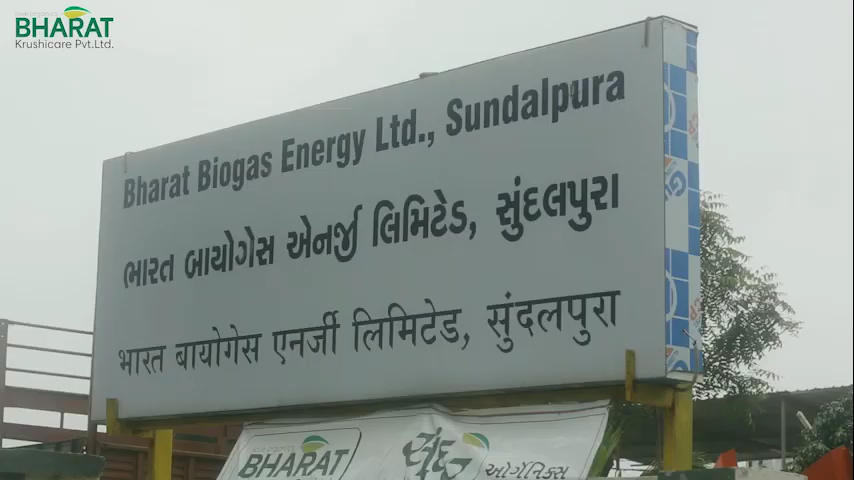 BHARAT
Krushicare Pvt.Ltd.
Bharat Biogas Energy Ltd., Sundalpura
ભારત બાયોગેસ એનર્જી લિમિટેડ, સુંદલપુરા
भारत बायोगेस एनर्जी लिमिटेड, सुंदलपुरा
BHARAT
ઓર્ગેનિક્સ